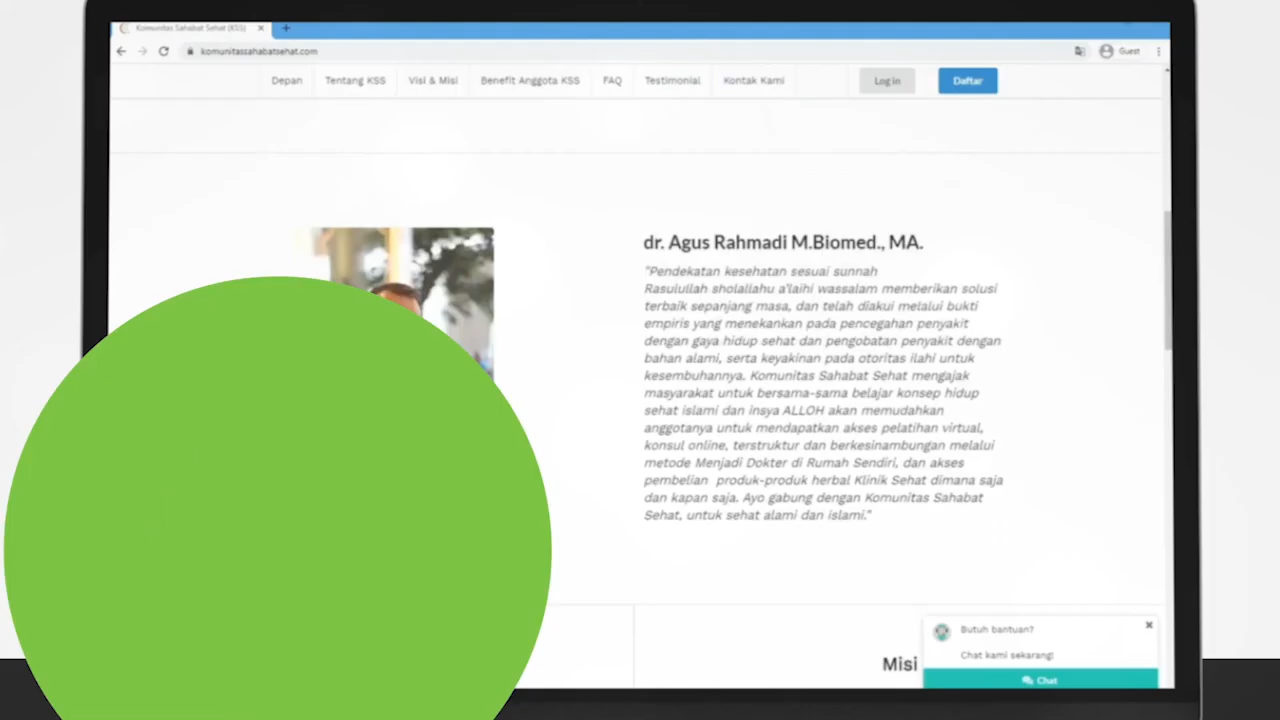 Komunitas Sahabat Sehat (KSS)
komunitassahabatsehat.com
Guest
Depan
Tentang KSS
Visi & Misi
Benefit Anggota KSS
FAQ
Testimonial
Kontak Kami
Log in
Daftar
dr. Agus Rahmadi M.Biomed., MA.
"Pendekatan kesehatan sesuai sunnah
Rasulullah sholallahu a'laihi wassalam memberikan solusi
terbaik sepanjang masa, dan telah diakui melalui bukti
empiris yang menekankan pada pencegahan penyakit
dengan gaya hidup sehat dan pengobatan penyakit dengan
bahan alami, serta keyakinan pada otoritas ilahi untuk
kesembuhannya. Komunitas Sahabat Sehat mengajak
masyarakat untuk bersama-sama belajar konsep hidup
sehat islami dan insya ALLOH akan memudahkan
anggotanya untuk mendapatkan akses pelatihan virtual,
konsul online, terstruktur dan berkesinambungan melalui
metode Menjadi Dokter di Rumah Sendiri, dan akses
pembelian produk-produk herbal Klinik Sehat dimana saja
dan kapan saja. Ayo gabung dengan Komunitas Sahabat
Sehat, untuk sehat alami dan islami."
Misi
Butuh bantuan?
Chat kami sekarang!
Chat